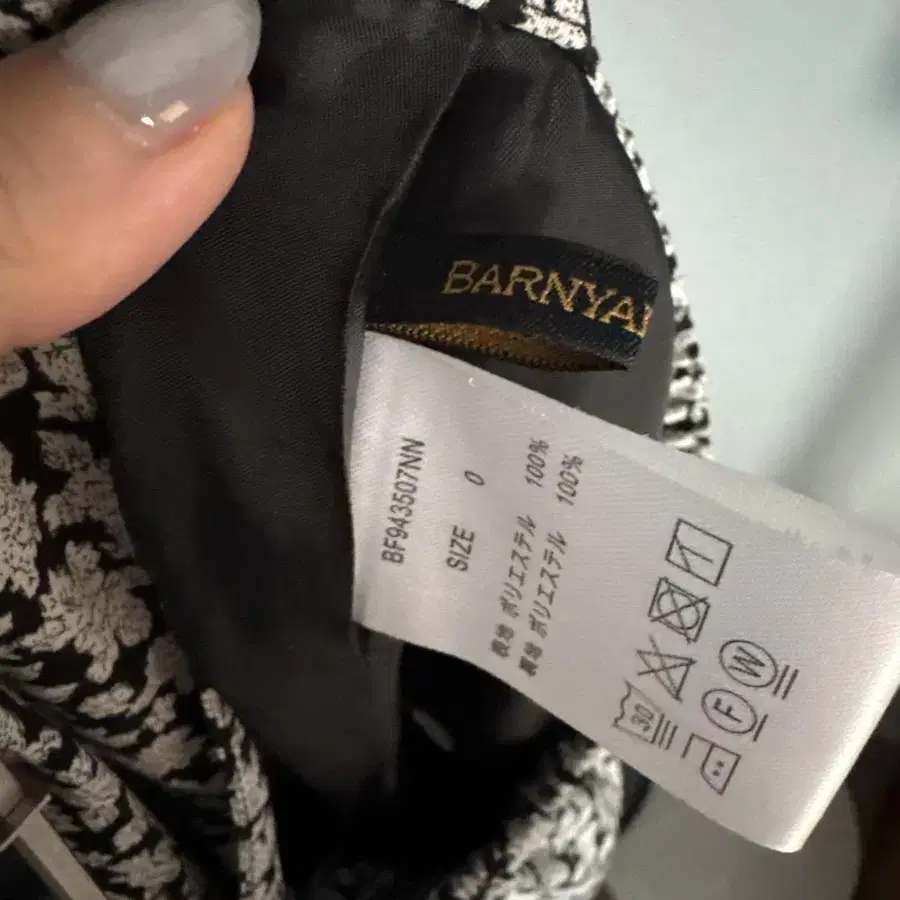 BARNYA
BF943507NN
SIZE 0
表地 ポリエステル 100%
裏地 ポリエステル 100%
30
F
W